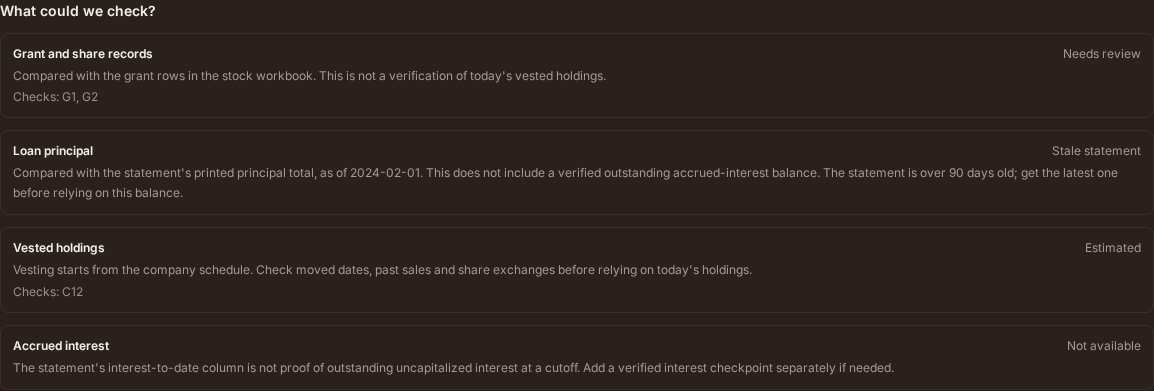 What could we check?
Grant and share records
Needs review
Compared with the grant rows in the stock workbook. This is not a verification of today's vested holdings.
Checks: G1, G2
Loan principal
Stale statement
Compared with the statement's printed principal total, as of 2024-02-01. This does not include a verified outstanding accrued-interest balance. The statement is over 90 days old; get the latest one
before relying on this balance.
Vested holdings
Estimated
Vesting starts from the company schedule. Check moved dates, past sales and share exchanges before relying on today's holdings.
Checks: C12
Accrued interest
Not available
The statement's interest-to-date column is not proof of outstanding uncapitalized interest at a cutoff. Add a verified interest checkpoint separately if needed.